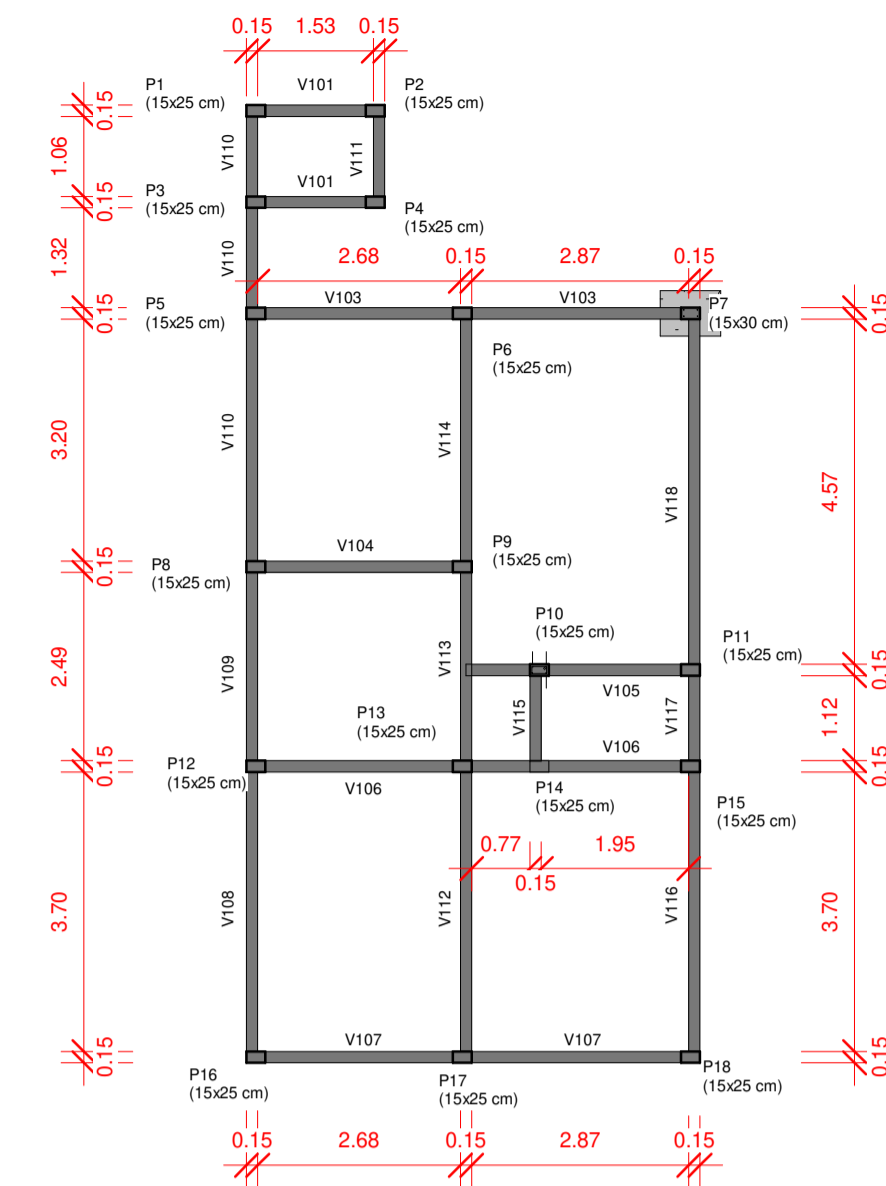 0.15 1.53 0.15
P1
(15x25 cm)
V101
P2
(15x25 cm)
0.15
1.06
V110
V111
P3
(15x25 cm)
V101
0.15
P4
(15x25 cm)
1.32
V110
2.68 0.15 2.87 0.15
P5
(15x25 cm)
V103
V103
P7
(15x30 cm)
0.15
0.15
P6
(15x25 cm)
3.20
V110
V114
V118
4.57
V104
P9
(15x25 cm)
P8
(15x25 cm)
0.15
P10
(15x25 cm)
P11
(15x25 cm)
2.49
V109
V113
0.15
V105
P13
(15x25 cm)
V115
V117
1.12
V106
P12
(15x25 cm)
0.15
0.15
V106
P14
(15x25 cm)
P15
(15x25 cm)
0.77 1.95
0.15
3.70
V108
V112
V116
3.70
V107
V107
0.15
0.15
P16
(15x25 cm)
P17
(15x25 cm)
P18
(15x25 cm)
0.15 2.68 0.15 2.87 0.15